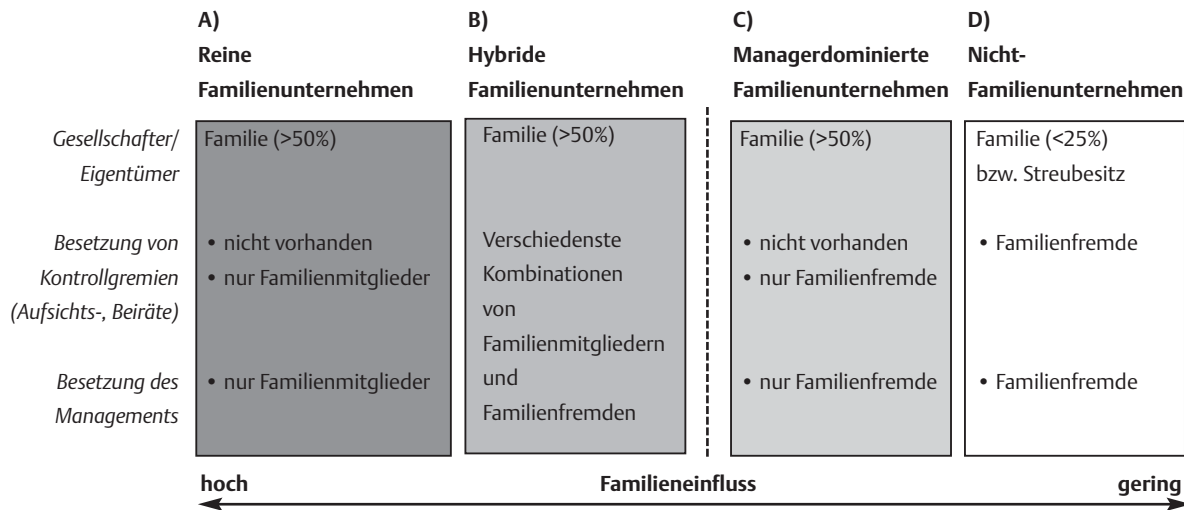 A)
Reine
Familienunternehmen
B)
Hybride
Familienunternehmen
C)
Managerdominierte
Familienunternehmen
D)
Nicht-
Familienunternehmen
Gesellschafter/
Eigentümer
Familie (>50%)
Familie (>50%)
Familie (>50%)
Familie (<25%)
bzw. Streubesitz
Besetzung von
Kontrollgremien
(Aufsichts-, Beiräte)
• nicht vorhanden
• nur Familienmitglieder
Verschiedenste
Kombinationen
von
Familienmitgliedern
und
Familienfremden
• nicht vorhanden
• nur Familienfremde
• Familienfremde
Besetzung des
Managements
• nur Familienmitglieder
• nur Familienfremde
• Familienfremde
hoch
Familieneinfluss
gering